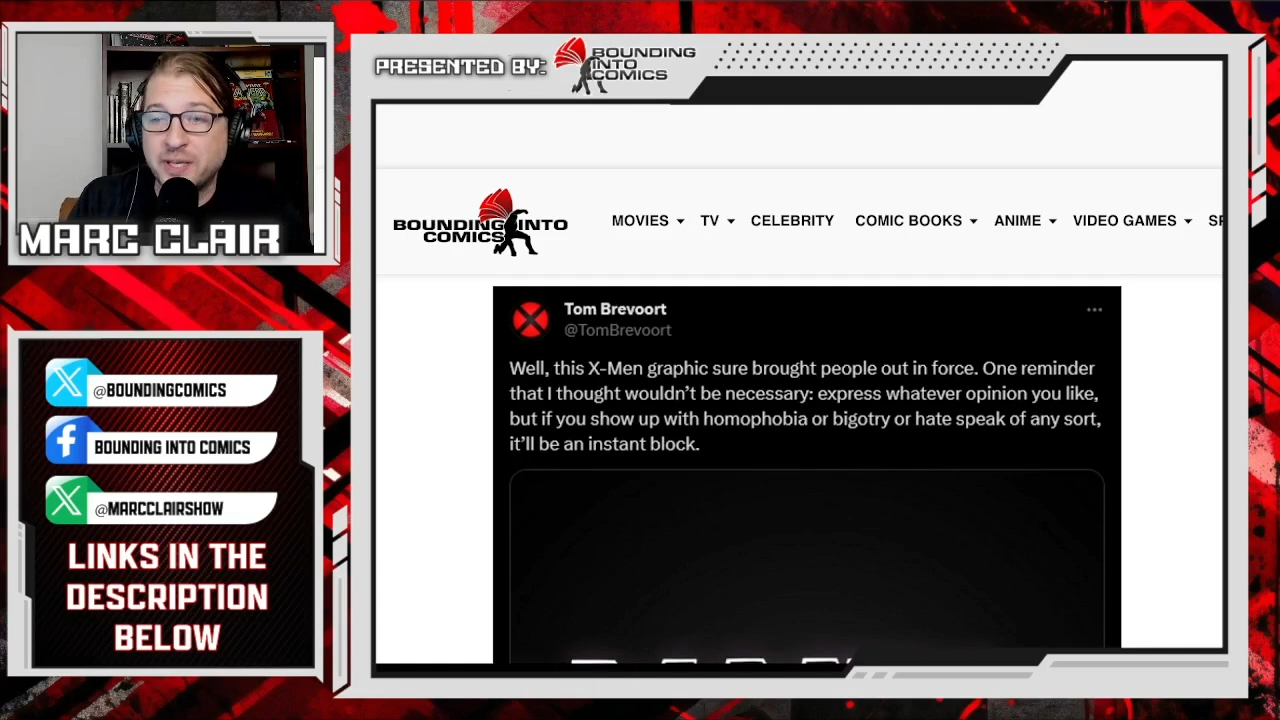 MARC CLAIR
@BOUNDINGCOMICS
BOUNDING INTO COMICS
@MARCCLAIRSHOW
LINKS IN THE
DESCRIPTION
BELOW
PRESENTED BY:
BOUNDING
INTO
COMICS
BOUNDING INTO
COMICS
MOVIES TV CELEBRITY COMIC BOOKS ANIME VIDEO GAMES
Tom Brevoort
@TomBrevoort
Well, this X-Men graphic sure brought people out in force. One reminder
that I thought wouldn't be necessary: express whatever opinion you like,
but if you show up with homophobia or bigotry or hate speak of any sort,
it'll be an instant block.